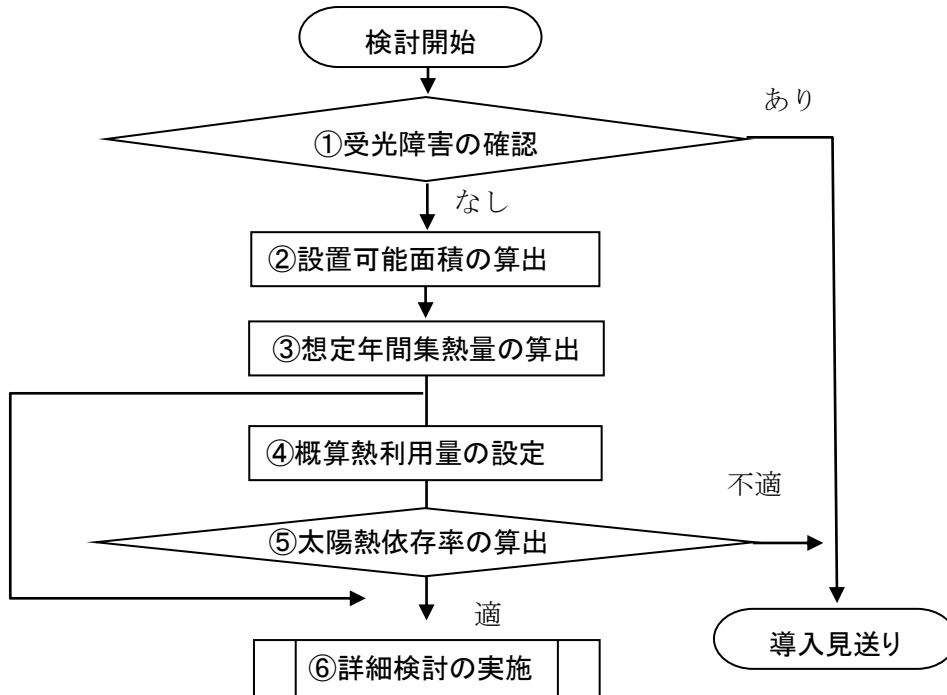 検討開始
あり
①受光障害の確認
なし
②設置可能面積の算出
③想定年間集熱量の算出
④概算熱利用量の設定
不適
⑤太陽熱依存率の算出
適
導入見送り
⑥詳細検討の実施